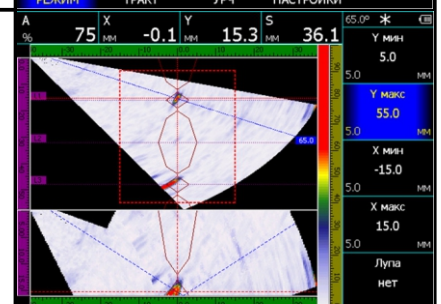 РЕЖИМ ТРАКТ УРЧ НАСТРОЙКИ
A % 75 X мм -0.1 Y мм 15.3 S мм 36.1 65.0°
Y мин
5.0
5.0 мм
Y макс
55.0
5.0 мм
X мин
-15.0
5.0 мм
X макс
15.0
5.0 мм
Лупа
нет
65.0